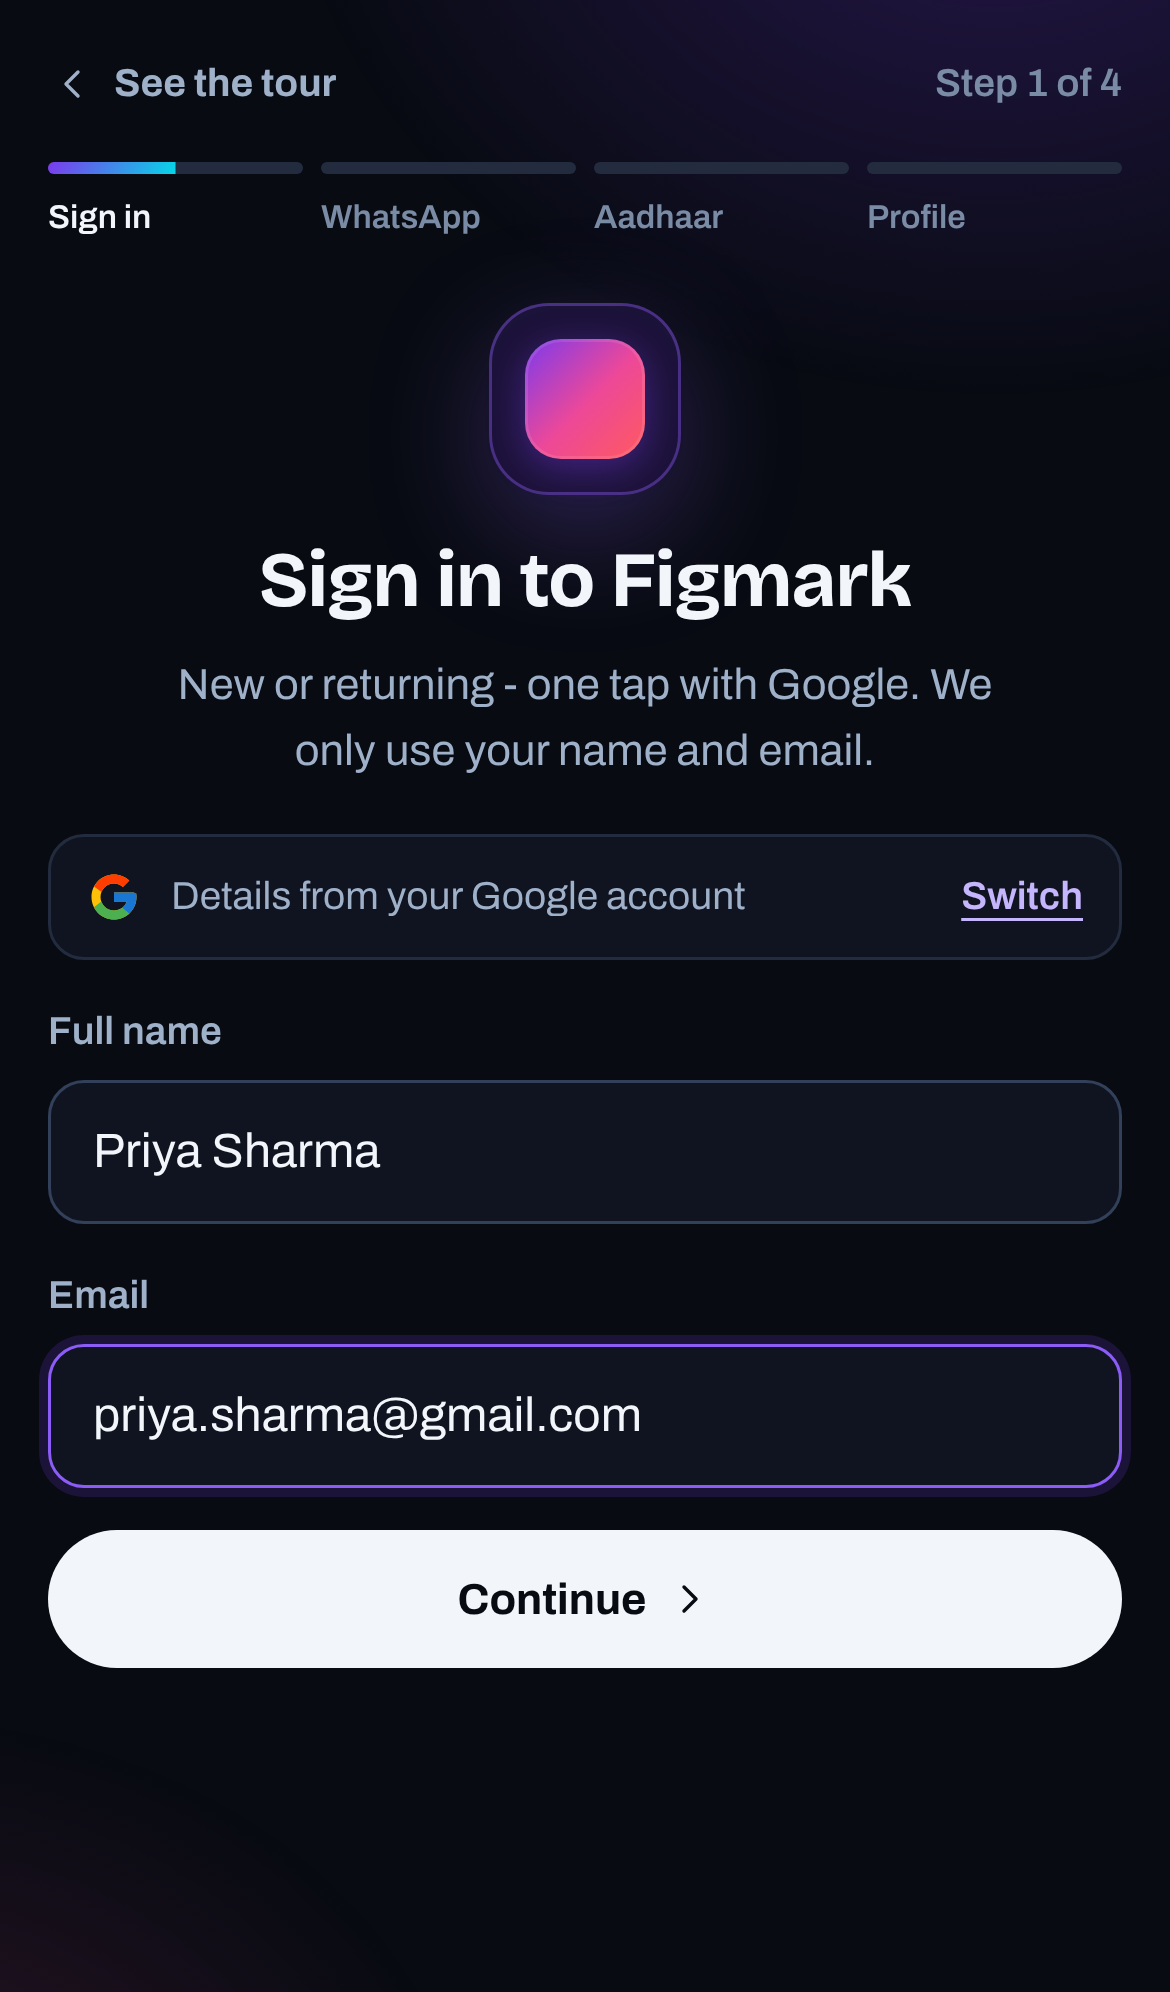 See the tour
Step 1 of 4
Sign in
WhatsApp
Aadhaar
Profile
Sign in to Figmark
New or returning - one tap with Google. We
only use your name and email.
Details from your Google account
Switch
Full name
Priya Sharma
Email
priya.sharma@gmail.com
Continue